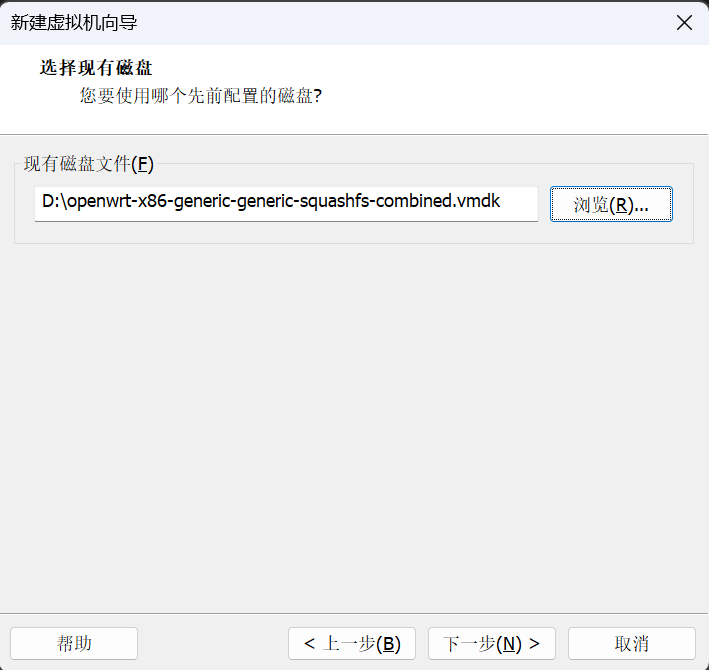 新建虚拟机向导
选择现有磁盘
您要使用哪个先前配置的磁盘?
现有磁盘文件(F)
D:\openwrt-x86-generic-generic-squashfs-combined.vmdk
浏览(R)...
帮助
< 上一步(B)
下一步(N) >
取消